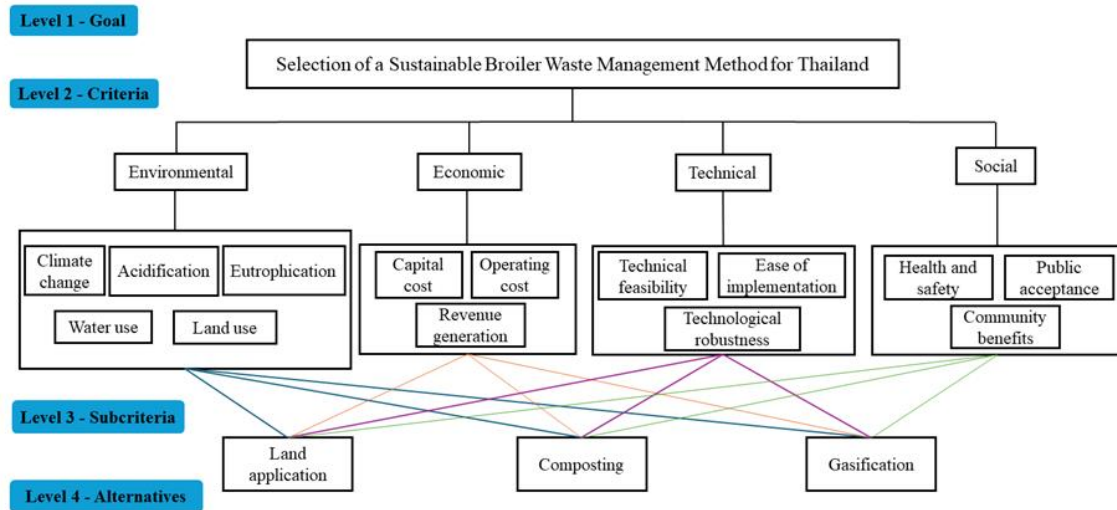 Level 1 - Goal
Selection of a Sustainable Broiler Waste Management Method for Thailand
Level 2 - Criteria
Environmental
Economic
Technical
Social
Climate
change
Acidification
Eutrophication
Water use
Land use
Capital
cost
Operating
cost
Revenue
generation
Technical
feasibility
Ease of
implementation
Technological
robustness
Health and
safety
Public
acceptance
Community
benefits
Level 3 - Subcriteria
Land
application
Composting
Gasification
Level 4 - Alternatives